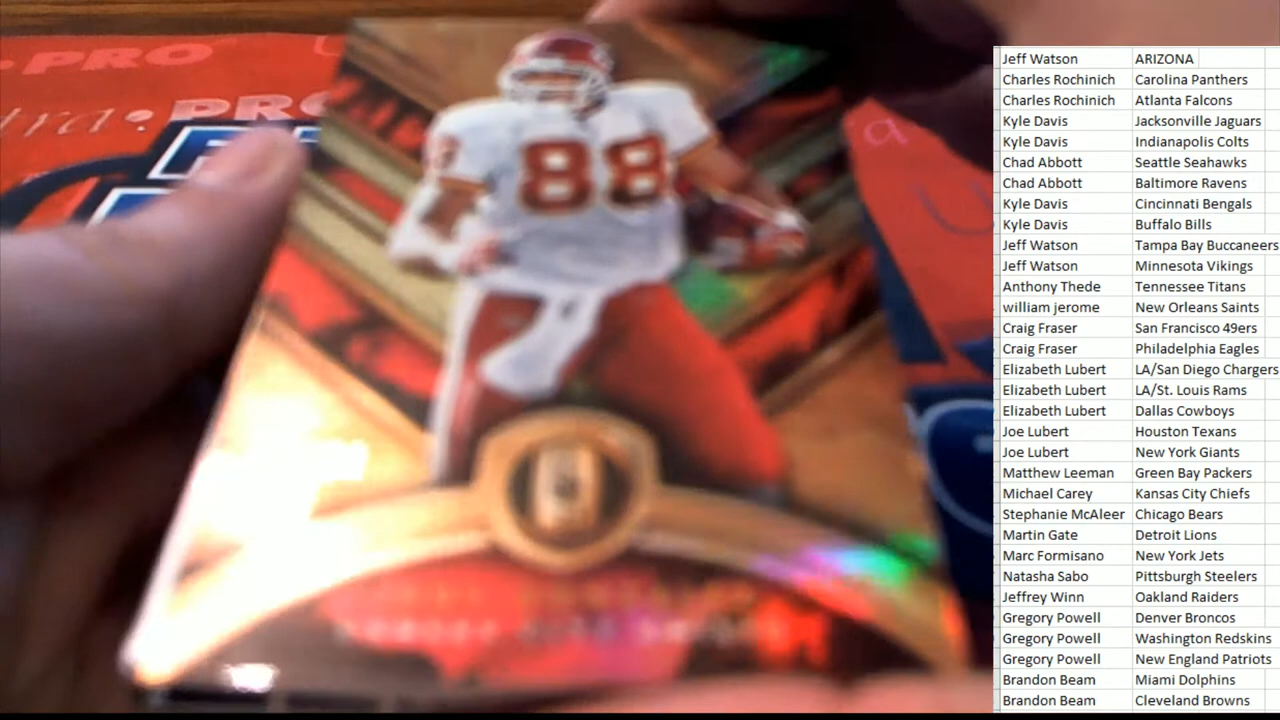 PRO
tra. PRO
a
88
Jeff Watson ARIZONA
Charles Rochinich Carolina Panthers
Charles Rochinich Atlanta Falcons
Kyle Davis Jacksonville Jaguars
Kyle Davis Indianapolis Colts
Chad Abbott Seattle Seahawks
Chad Abbott Baltimore Ravens
Kyle Davis Cincinnati Bengals
Kyle Davis Buffalo Bills
Jeff Watson Tampa Bay Buccaneers
Jeff Watson Minnesota Vikings
Anthony Thede Tennessee Titans
william jerome New Orleans Saints
Craig Fraser San Francisco 49ers
Craig Fraser Philadelphia Eagles
Elizabeth Lubert LA/San Diego Chargers
Elizabeth Lubert LA/St. Louis Rams
Elizabeth Lubert Dallas Cowboys
Joe Lubert Houston Texans
Joe Lubert New York Giants
Matthew Leeman Green Bay Packers
Michael Carey Kansas City Chiefs
Stephanie McAleer Chicago Bears
Martin Gate Detroit Lions
Marc Formisano New York Jets
Natasha Sabo Pittsburgh Steelers
Jeffrey Winn Oakland Raiders
Gregory Powell Denver Broncos
Gregory Powell Washington Redskins
Gregory Powell New England Patriots
Brandon Beam Miami Dolphins
Brandon Beam Cleveland Browns